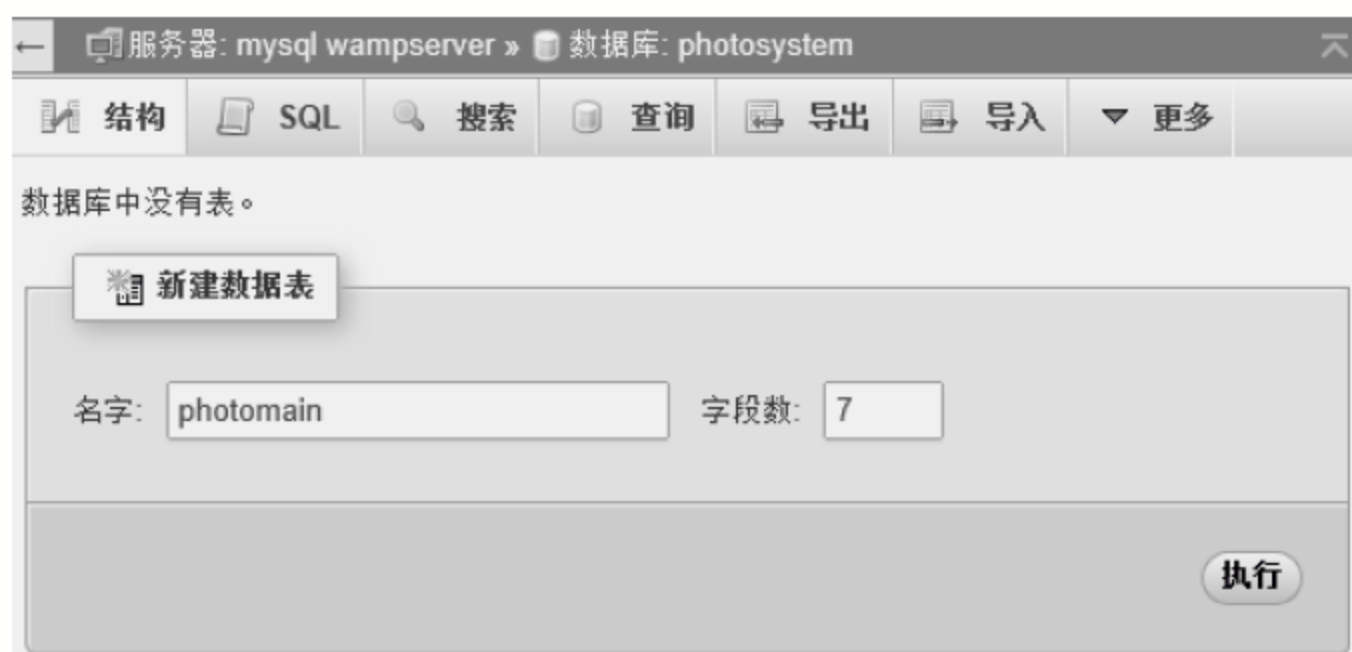 ← 服务器: mysql wampserver » 数据库: photosystem
结构 SQL 搜索 查询 导出 导入 更多
数据库中没有表。
新建数据表
名字: photomain 字段数: 7
执行